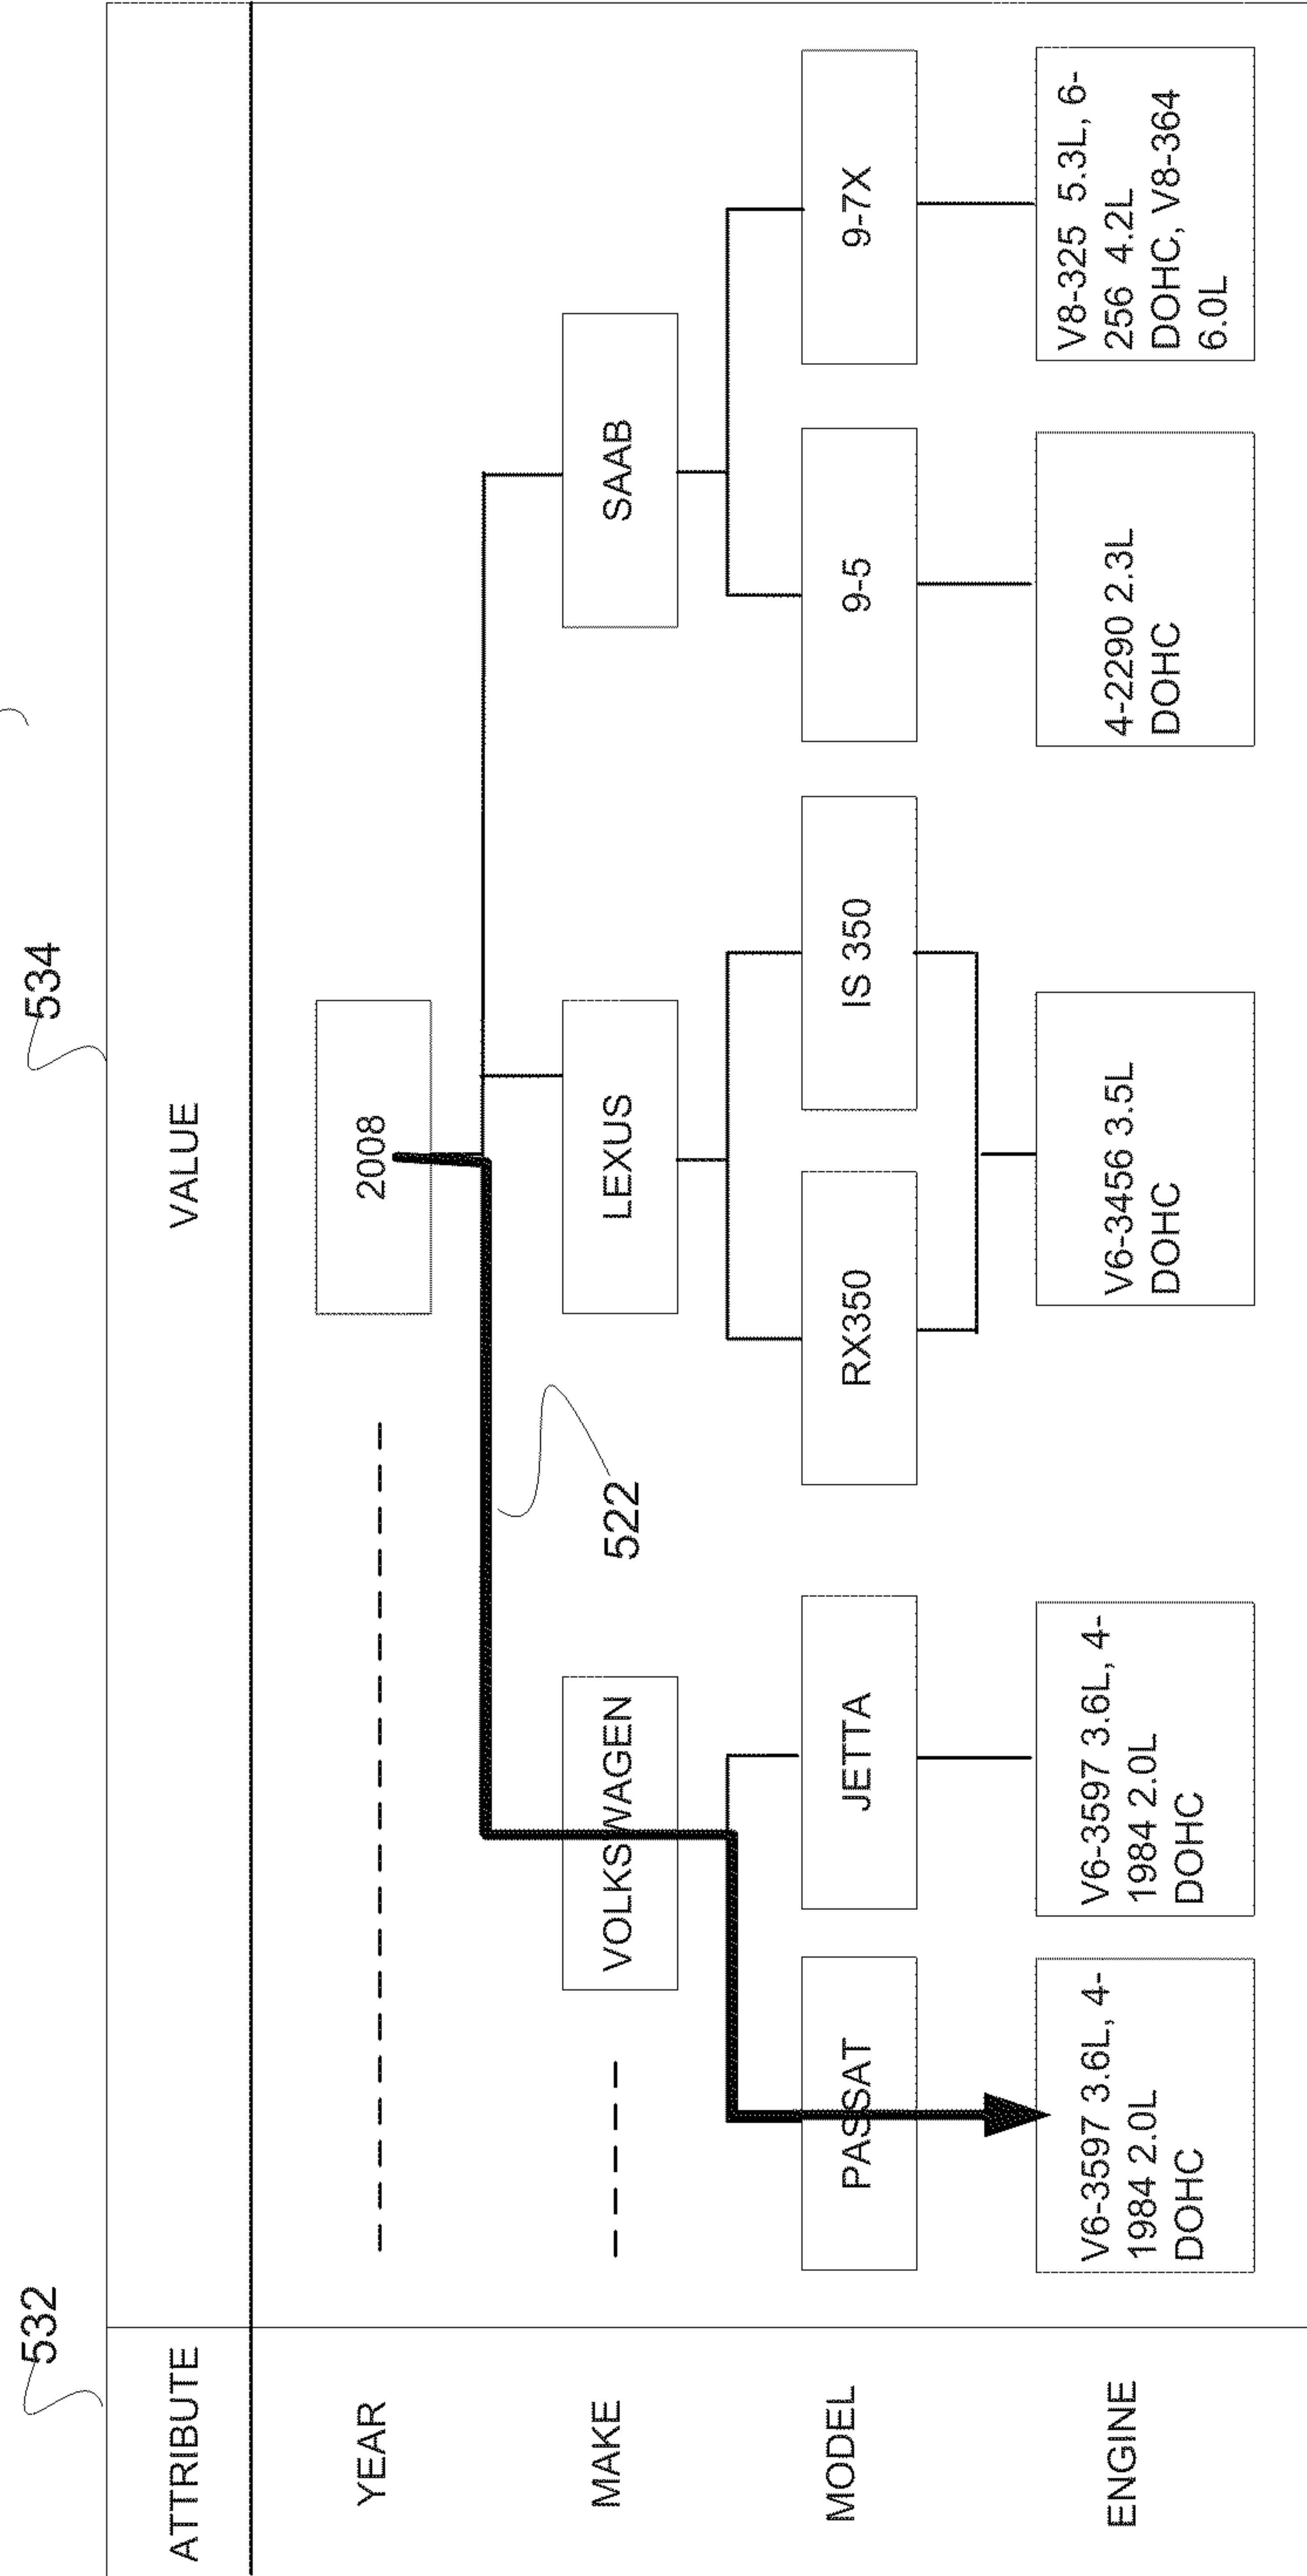 532
534
ATTRIBUTE
VALUE
YEAR
2008
522
MAKE
VOLKSWAGEN
LEXUS
SAAB
MODEL
PASSAT
JETTA
RX350
IS 350
9-5
9-7X
ENGINE
V6-3597 3.6L, 4-
1984 2.0L
DOHC
V6-3597 3.6L, 4-
1984 2.0L
DOHC
V6-3456 3.5L
DOHC
4-2290 2.3L
DOHC
V8-325 5.3L, 6-
256 4.2L
DOHC, V8-364
6.0L